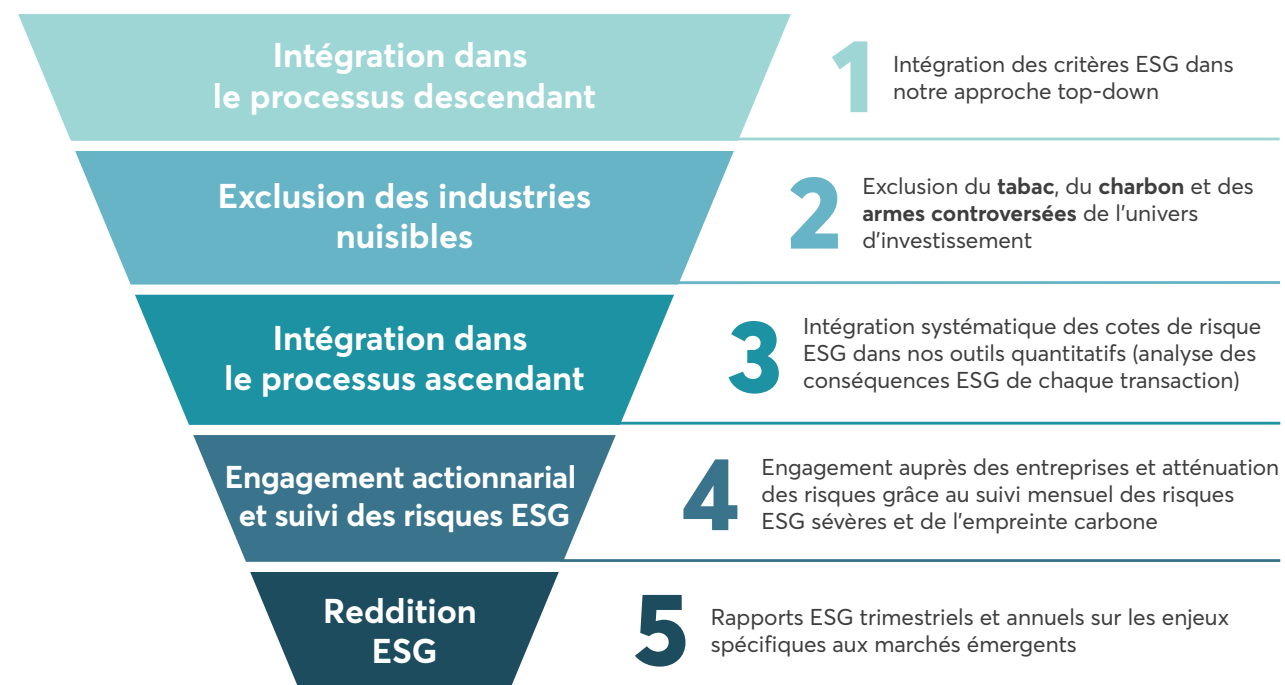 Intégration dans
le processus descendant
1
Intégration des critères ESG dans
notre approche top-down
Exclusion des industries
nuisibles
2
Exclusion du tabac, du charbon et des
armes controversées de l’univers
d’investissement
Intégration dans
le processus ascendant
3
Intégration systématique des cotes de risque
ESG dans nos outils quantitatifs (analyse des
conséquences ESG de chaque transaction)
Engagement actionnarial
et suivi des risques ESG
4
Engagement auprès des entreprises et atténuation
des risques grâce au suivi mensuel des risques
ESG sévères et de l’empreinte carbone
Reddition
ESG
5
Rapports ESG trimestriels et annuels sur les enjeux
spécifiques aux marchés émergents